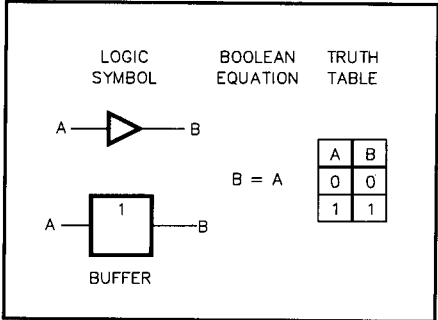 LOGIC SYMBOL
BOOLEAN EQUATION
TRUTH TABLE
A B
B = A
A B
0 0
1 1
A 1 B
BUFFER